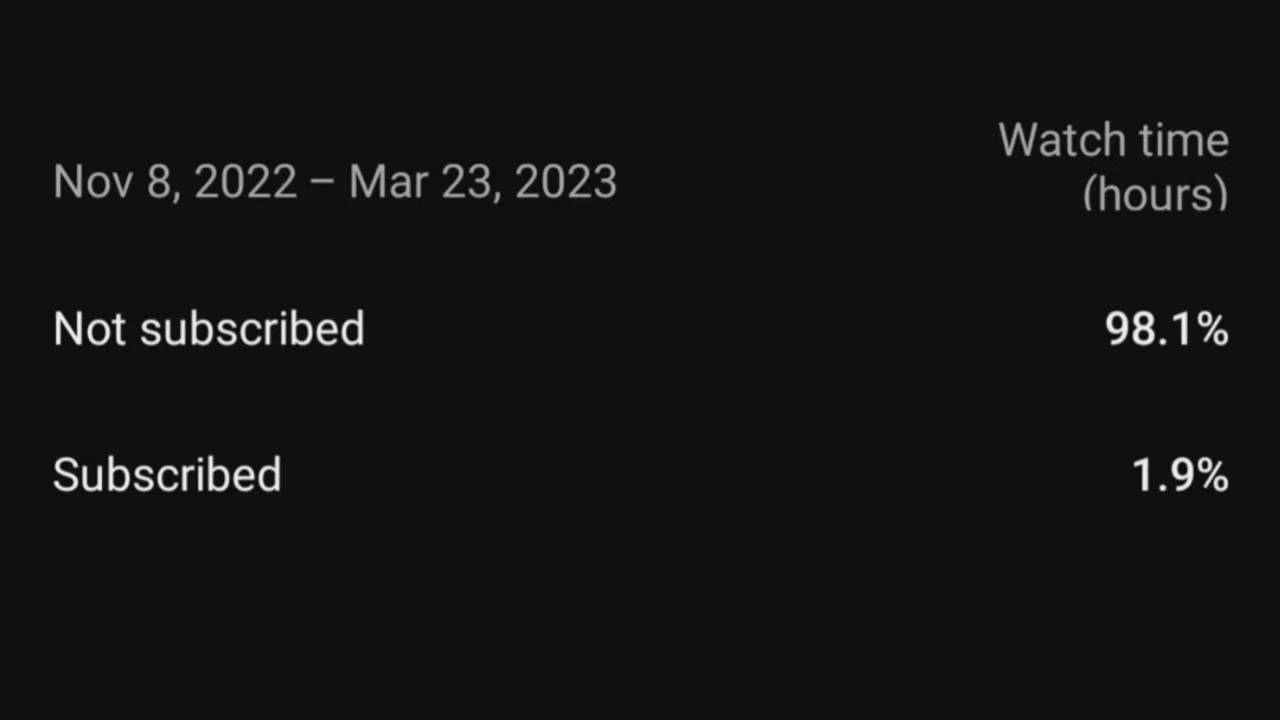 Watch time
Nov 8, 2022 – Mar 23, 2023
(hours)
Not subscribed 98.1%
Subscribed 1.9%